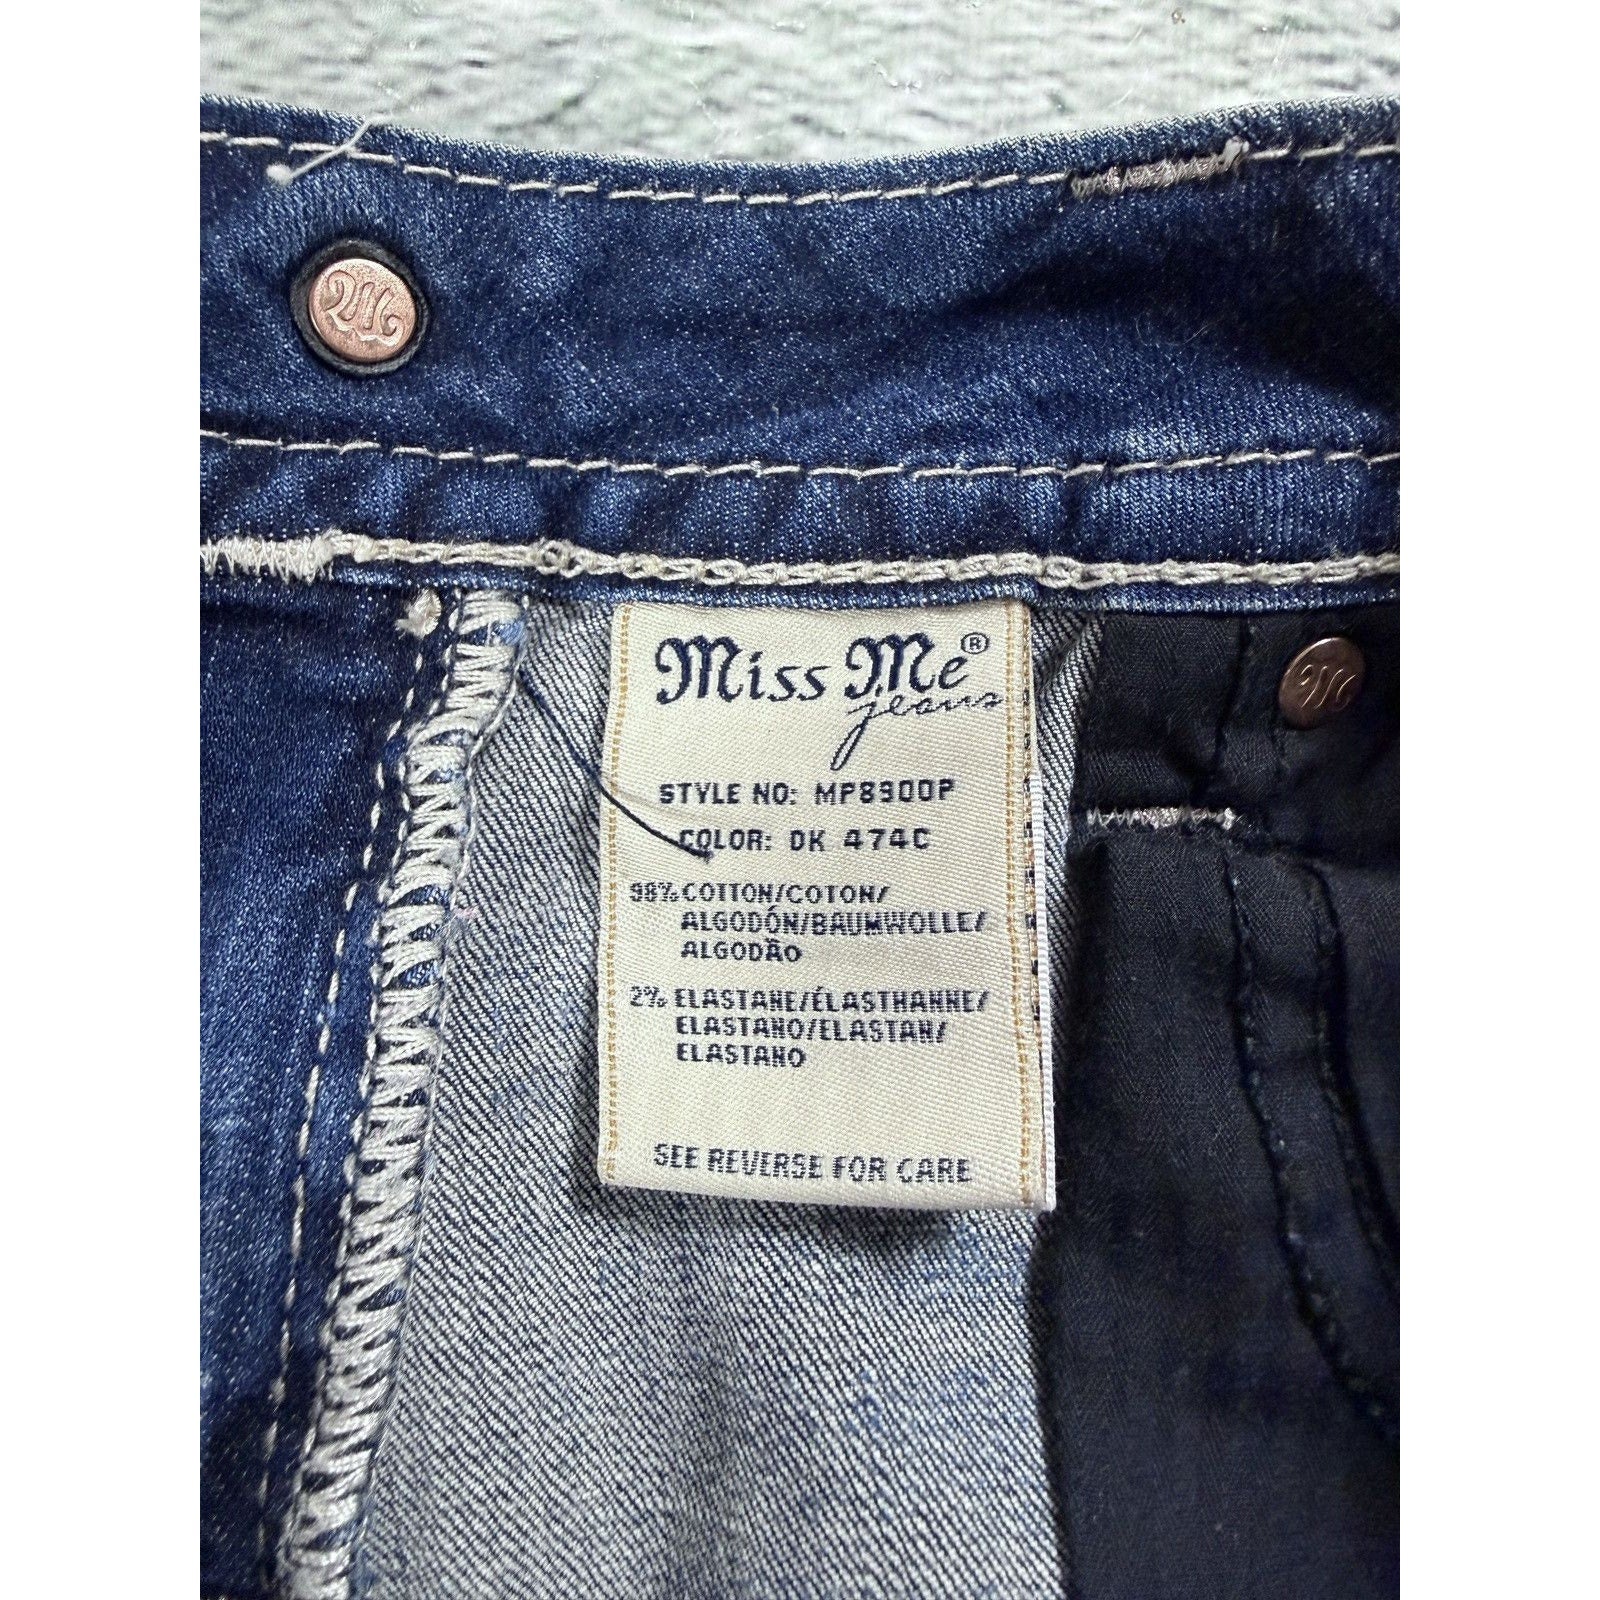 M
Miss Me®
jeans
M
STYLE NO: MP8900P
COLOR: DK 474C
98% COTTON/COTON/
ALGODÓN/BAUMWOLLE/
ALGODÃO
2% ELASTANE/ÉLASTHANNE/
ELASTANO/ELASTAN/
ELASTANO
SEE REVERSE FOR CARE